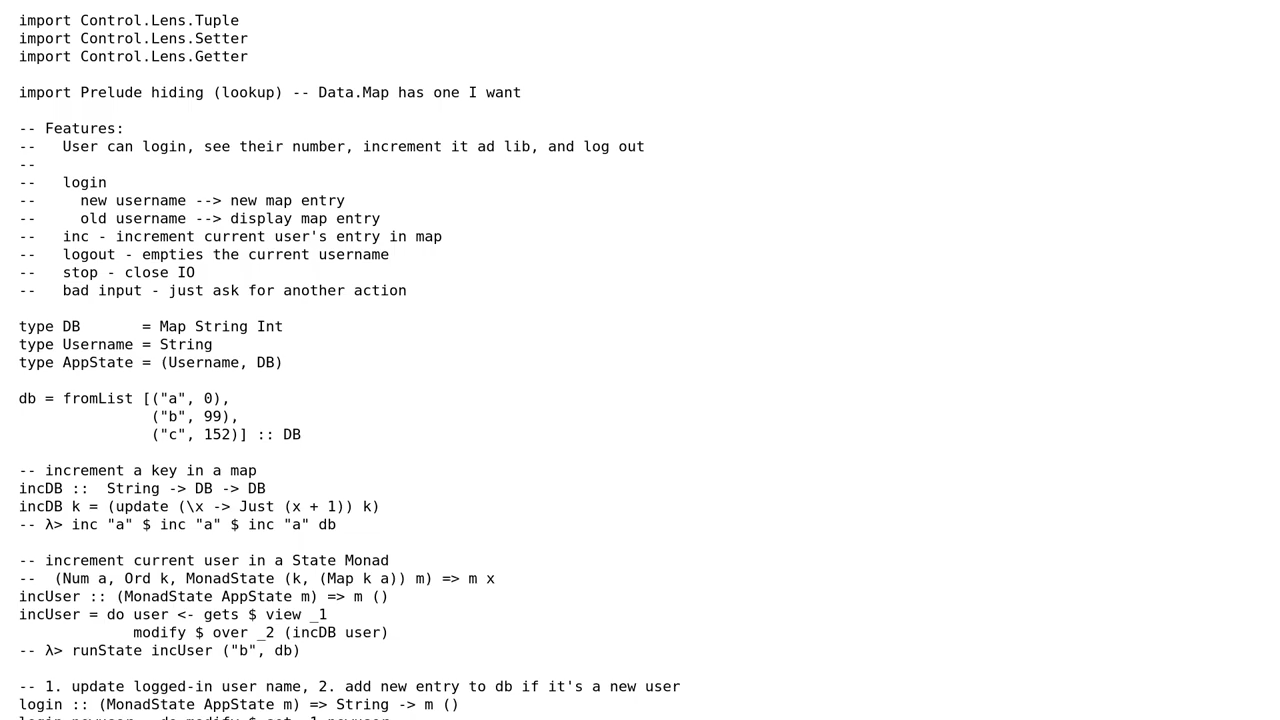 import Control.Lens.Tuple
import Control.Lens.Setter
import Control.Lens.Getter
import Prelude hiding (lookup) -- Data.Map has one I want
-- Features:
--   User can login, see their number, increment it ad lib, and log out
--
--   login
--     new username --> new map entry
--     old username --> display map entry
--   inc - increment current user's entry in map
--   logout - empties the current username
--   stop - close IO
--   bad input - just ask for another action
type DB       = Map String Int
type Username = String
type AppState = (Username, DB)
db = fromList [("a", 0),
               ("b", 99),
               ("c", 152)] :: DB
-- increment a key in a map
incDB ::  String -> DB -> DB
incDB k = (update (\x -> Just (x + 1)) k)
-- λ> inc "a" $ inc "a" $ inc "a" db
-- increment current user in a State Monad
--  (Num a, Ord k, MonadState (k, (Map k a)) m) => m x
incUser :: (MonadState AppState m) => m ()
incUser = do user <- gets $ view _1
             modify $ over _2 (incDB user)
-- λ> runState incUser ("b", db)
-- 1. update logged-in user name, 2. add new entry to db if it's a new user
login :: (MonadState AppState m) => String -> m ()